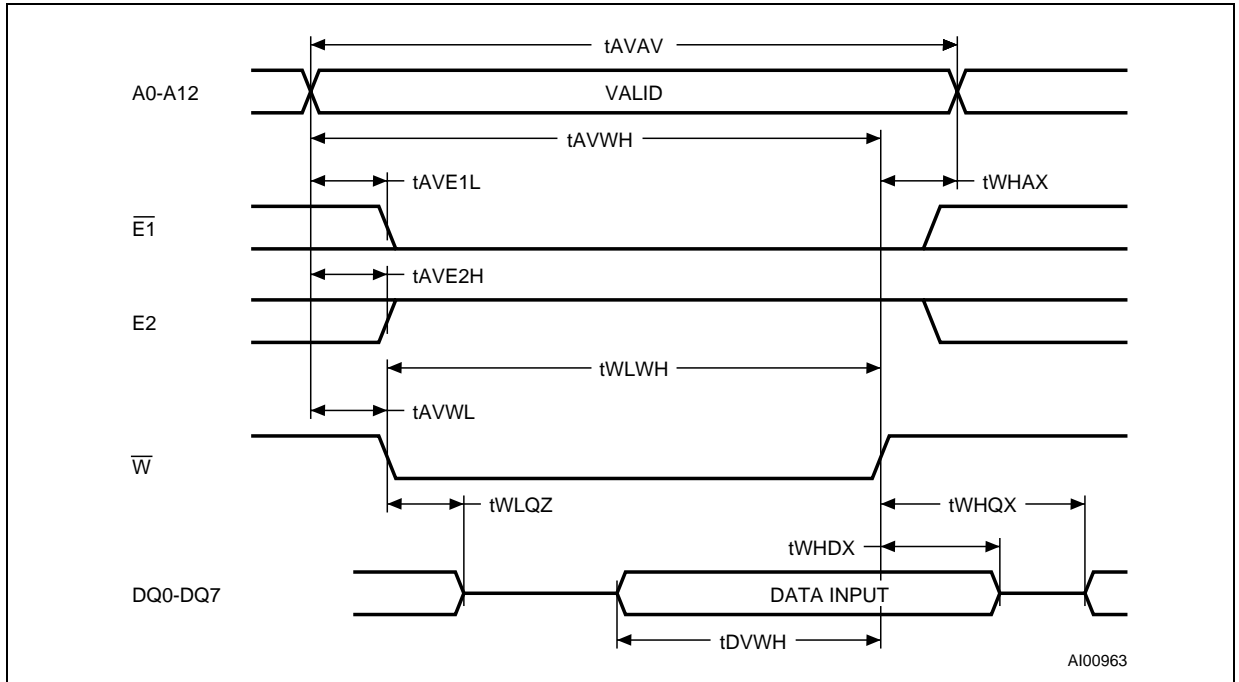 tAVAV
A0-A12
VALID
tAVWH
tAVE1L
tWHAX
E1
tAVE2H
E2
tWLWH
tAVWL
W
tWLQZ
tWHQX
tWHDX
DQ0-DQ7
DATA INPUT
tDVWH
AI00963